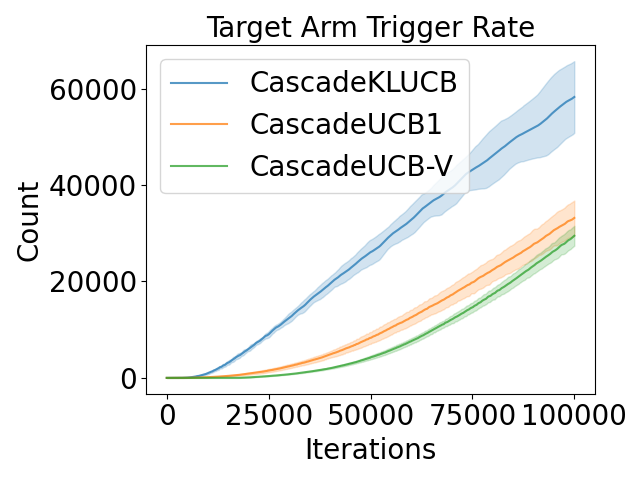 Target Arm Trigger Rate
CascadeKLUCB
CascadeUCB1
CascadeUCB-V
60000
40000
20000
0
Count
0 25000 50000 75000 100000
Iterations